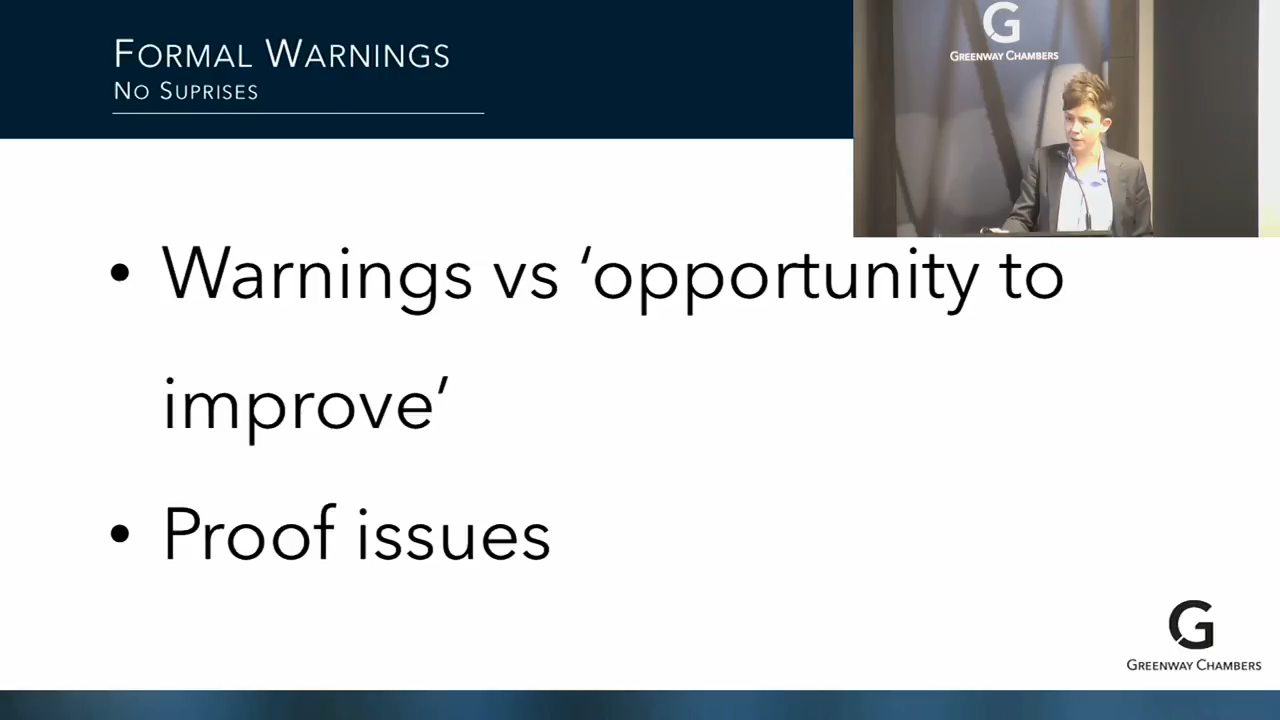 FORMAL WARNINGS
NO SUPRISES
G
GREENWAY CHAMBERS
• Warnings vs ‘opportunity to
improve’
• Proof issues
G
GREENWAY CHAMBERS